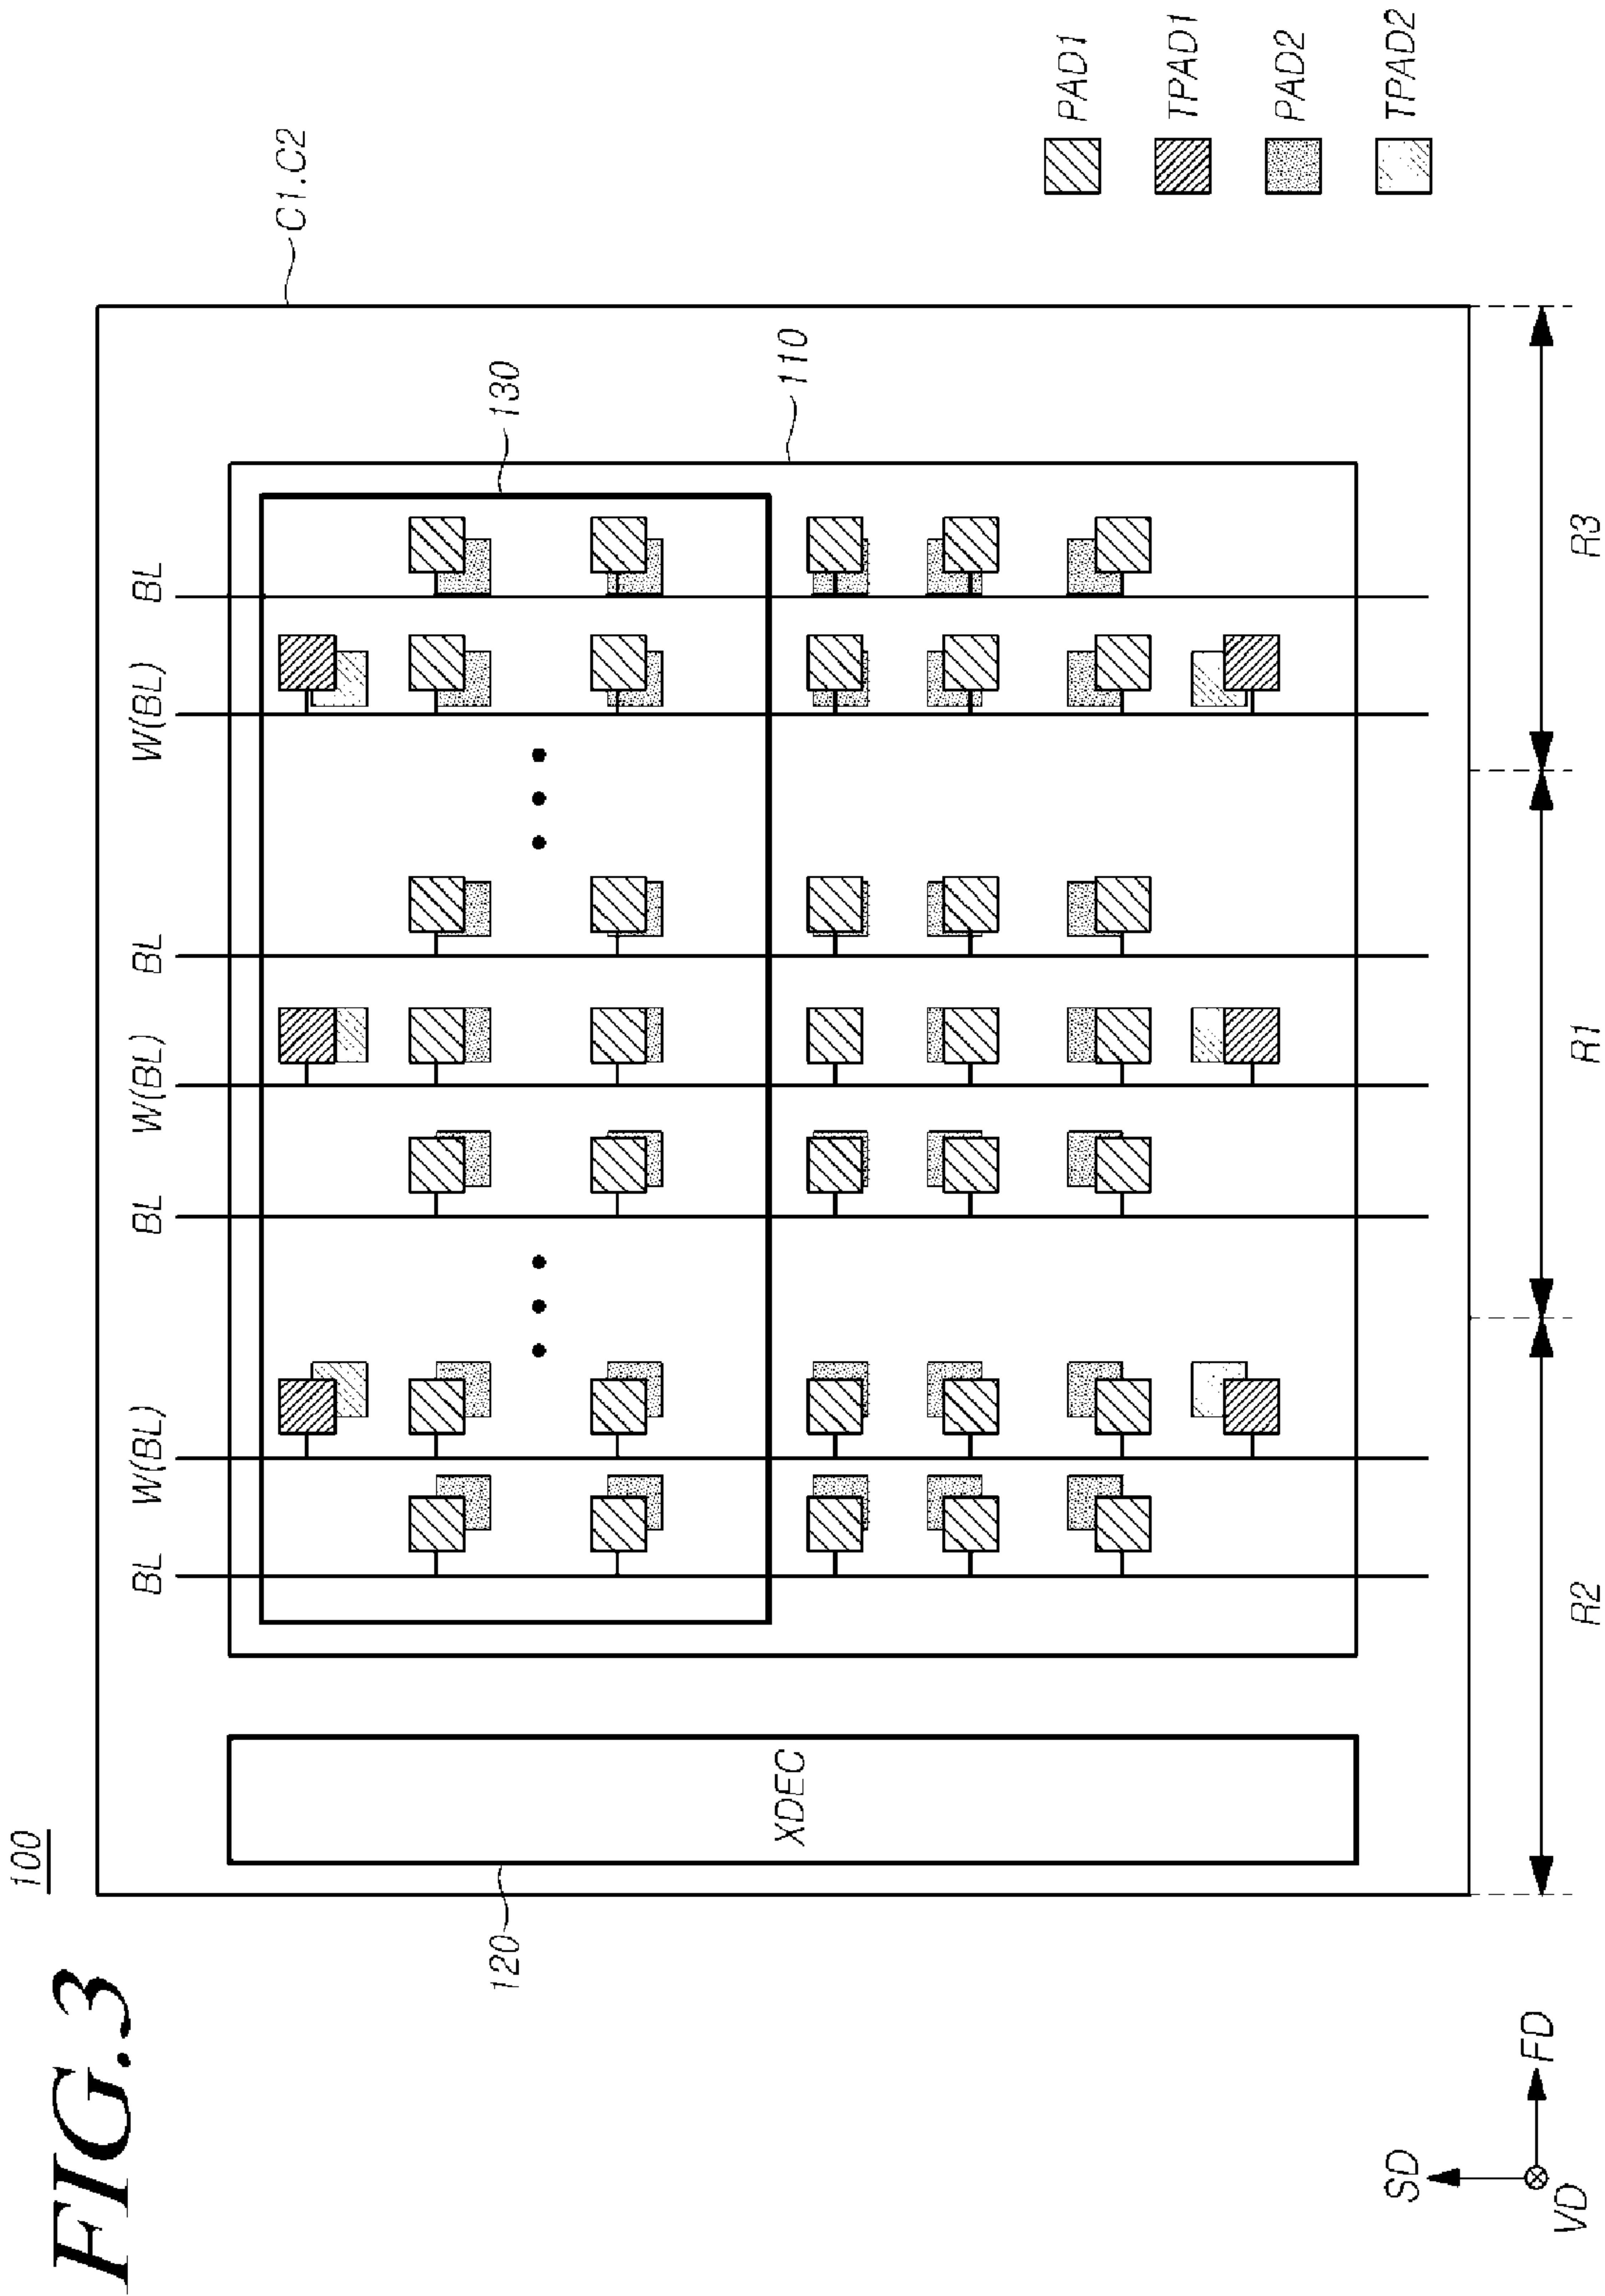 FIG.3
100
C1.C2
BL
W(BL)
BL
W(BL)
BL
W(BL)
BL
130
110
120
XDEC
PAD1
TPAD1
PAD2
TPAD2
R2
R1
R3
SD
VD
FD